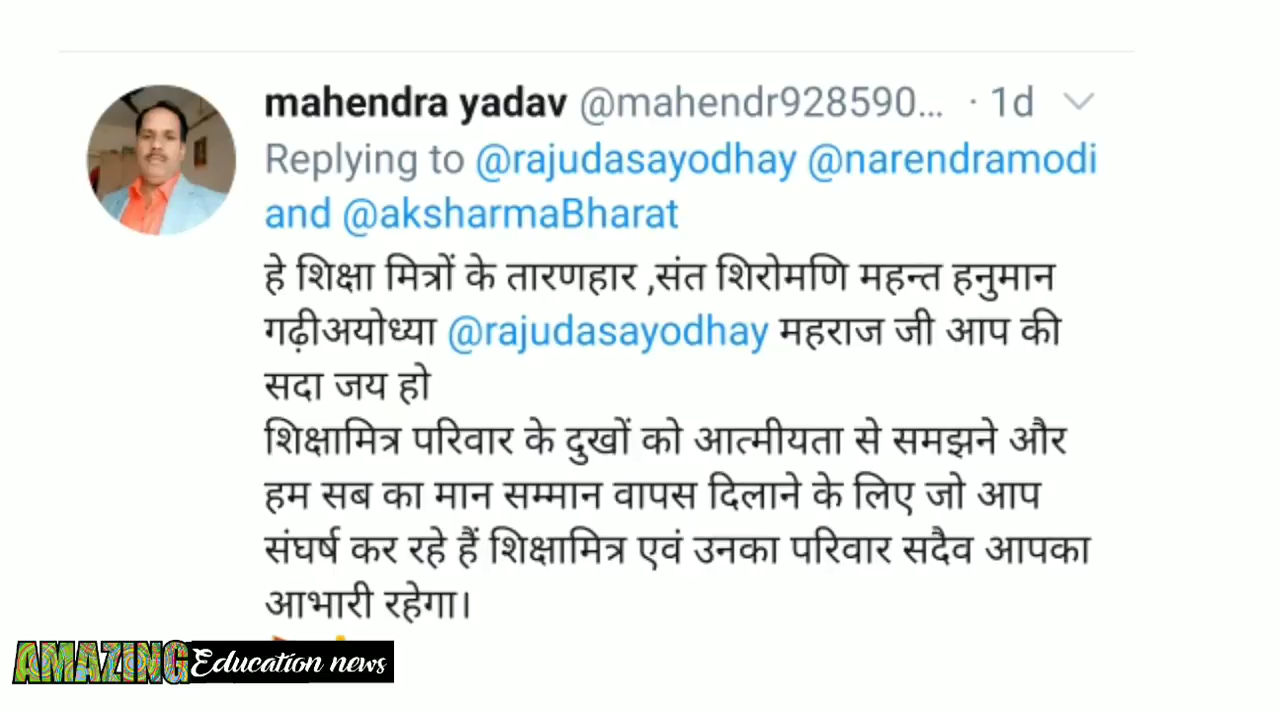 mahendra yadav @mahendr928590... · 1d
Replying to @rajudasayodhay @narendramodi
and @aksharmaBharat
हे शिक्षा मित्रों के तारणहार ,संत शिरोमणि महन्त हनुमान
गढ़ीअयोध्या @rajudasayodhay महराज जी आप की
सदा जय हो
शिक्षामित्र परिवार के दुखों को आत्मीयता से समझने और
हम सब का मान सम्मान वापस दिलाने के लिए जो आप
संघर्ष कर रहे हैं शिक्षामित्र एवं उनका परिवार सदैव आपका
आभारी रहेगा।
AMAZING Education news